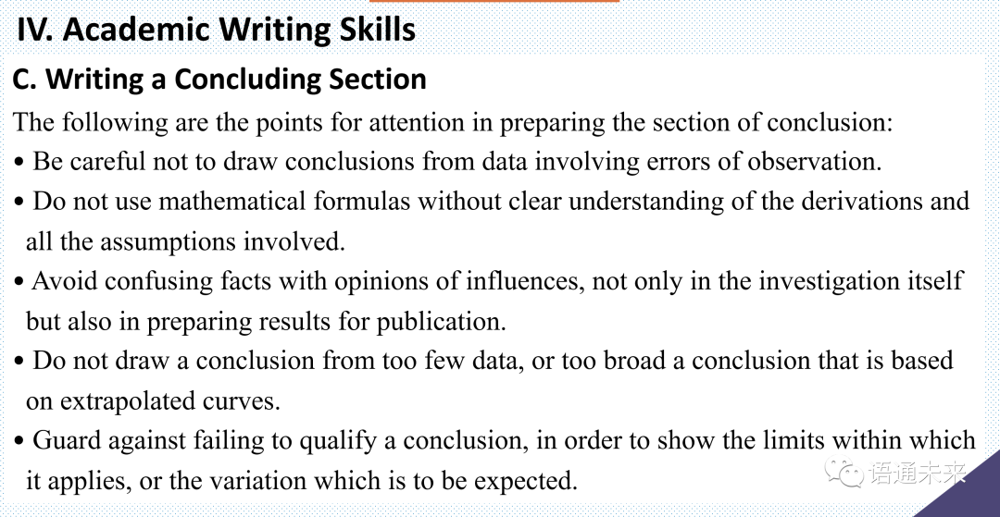 IV. Academic Writing Skills
C. Writing a Concluding Section
The following are the points for attention in preparing the section of conclusion:
• Be careful not to draw conclusions from data involving errors of observation.
• Do not use mathematical formulas without clear understanding of the derivations and
all the assumptions involved.
• Avoid confusing facts with opinions of influences, not only in the investigation itself
but also in preparing results for publication.
• Do not draw a conclusion from too few data, or too broad a conclusion that is based
on extrapolated curves.
• Guard against failing to qualify a conclusion, in order to show the limits within which
it applies, or the variation which is to be expected.
语通未来